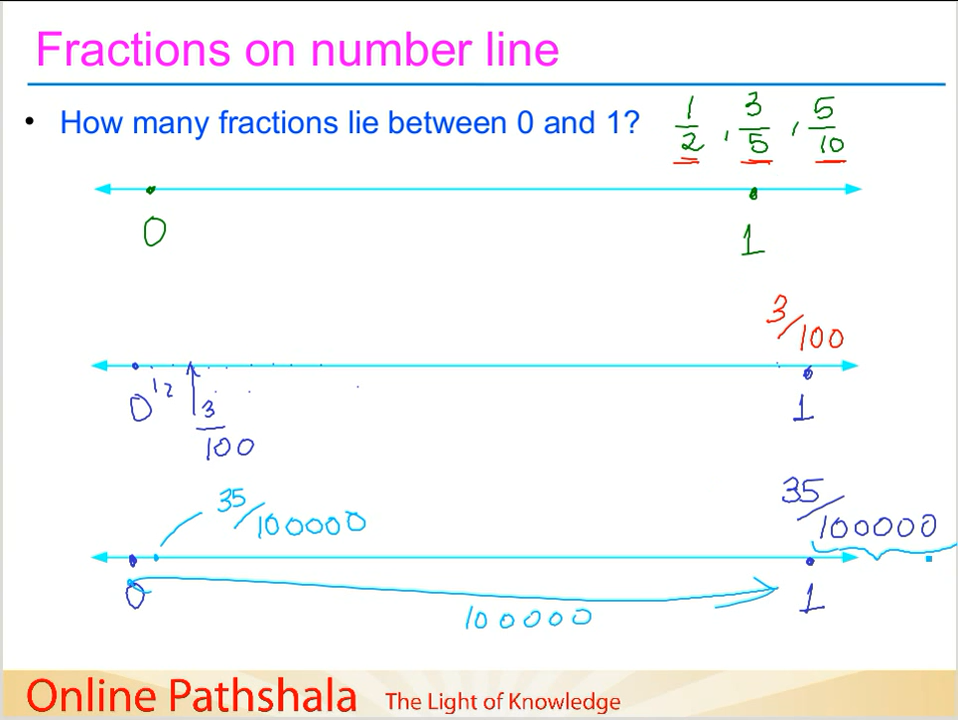 Fractions on number line
• How many fractions lie between 0 and 1? 1/2 , 3/5 , 5/10
0 1
3/100
0 1 2 3/100 1
35/100000 35/100000
0 100000 1
Online Pathshala The Light of Knowledge